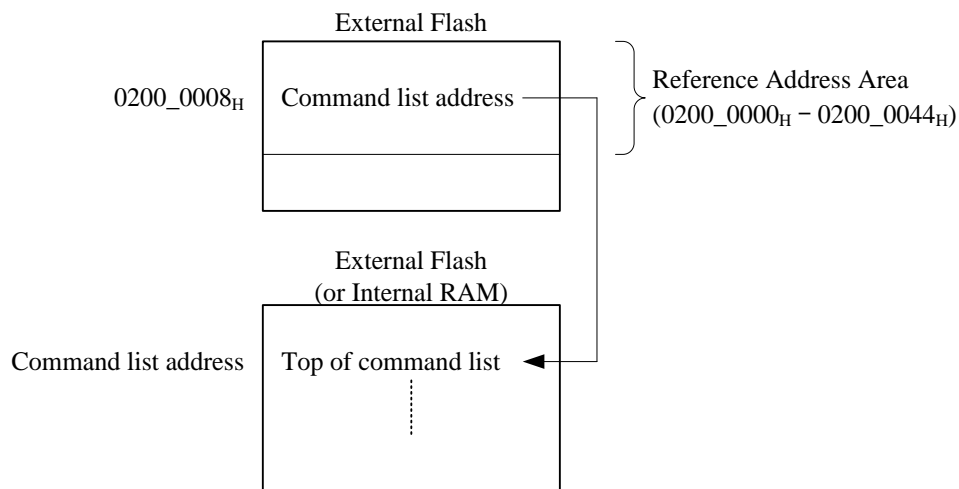 External Flash
0200_0008H
Command list address
Reference Address Area
(0200_0000H − 0200_0044H)
External Flash
(or Internal RAM)
Command list address
Top of command list